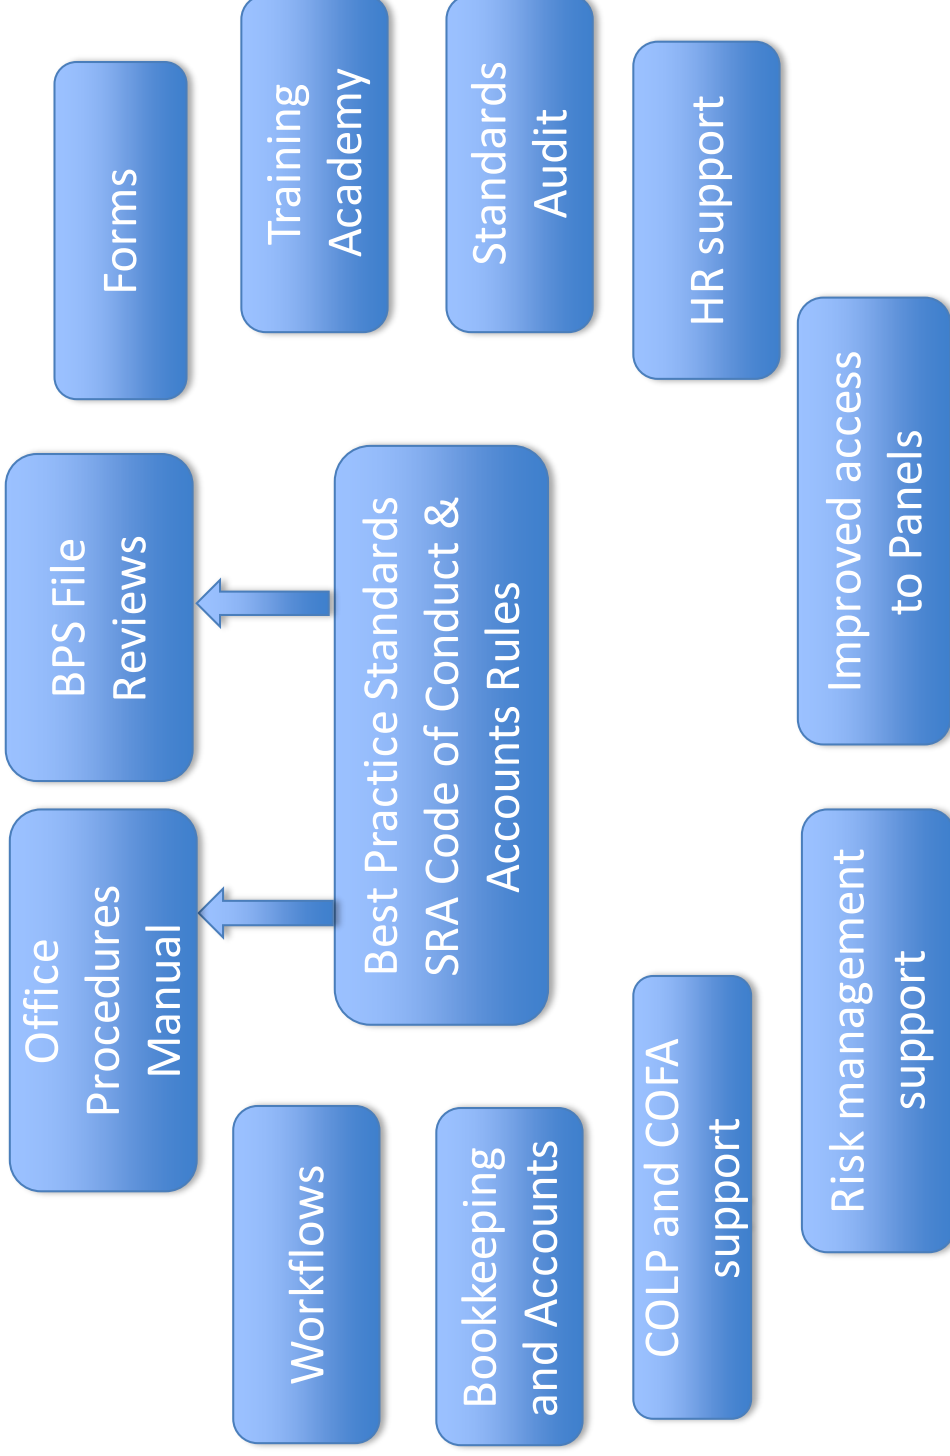 Office
Procedures
Manual
BPS File
Reviews
Forms
Workflows
Training
Academy
Best Practice Standards
SRA Code of Conduct &
Accounts Rules
Bookkeeping
and Accounts
Standards
Audit
COLP and COFA
support
HR support
Risk management
support
Improved access
to Panels